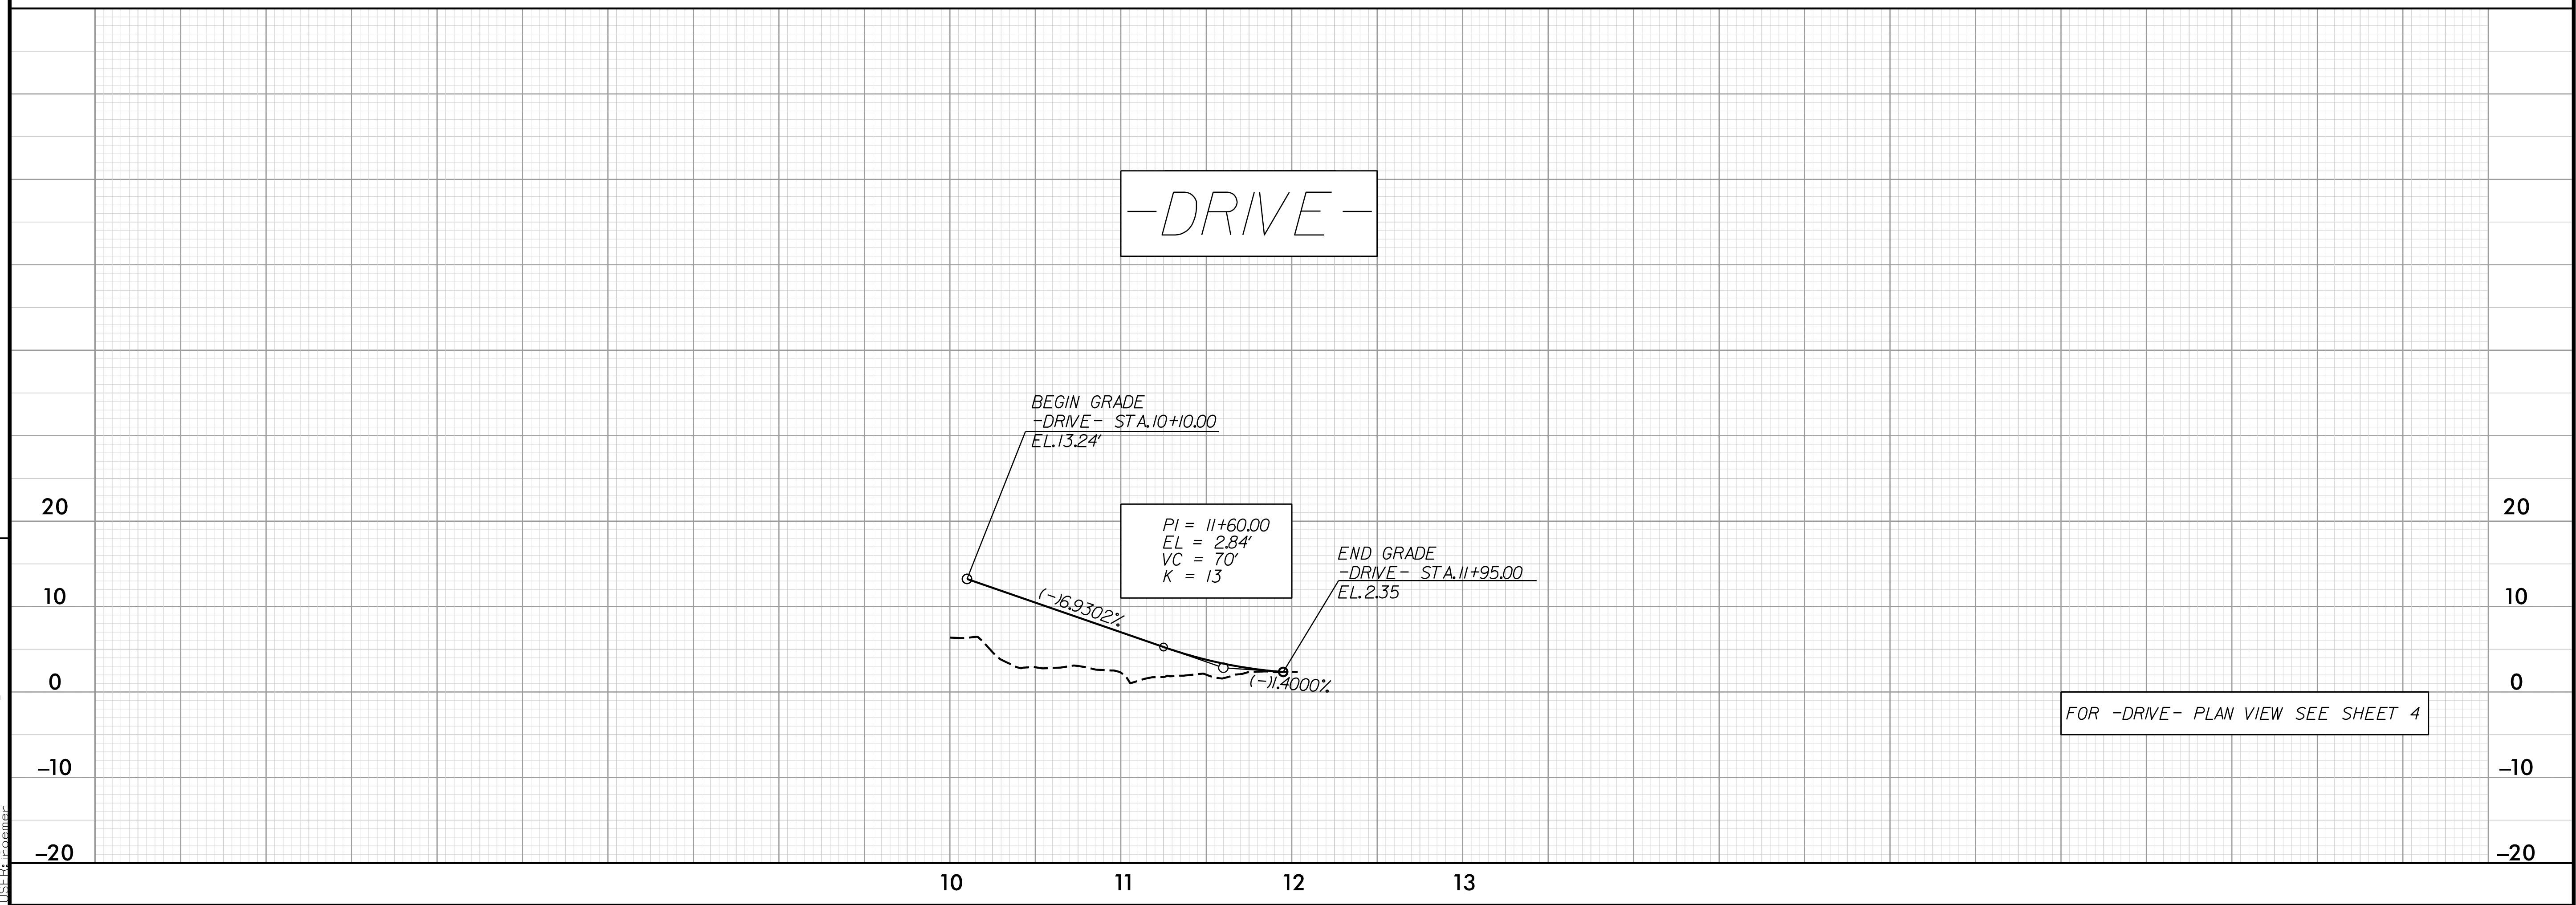 -DRIVE-
BEGIN GRADE
-DRIVE- STA.10+10.00
EL.13.24'
PI = 11+60.00
EL = 2.84'
VC = 70'
K = 13
END GRADE
-DRIVE- STA.11+95.00
EL.2.35
(-)6.9302%
(-)1.4000%
20
20
10
10
0
0
FOR -DRIVE- PLAN VIEW SEE SHEET 4
-10
-10
-20
-20
10 11 12 13